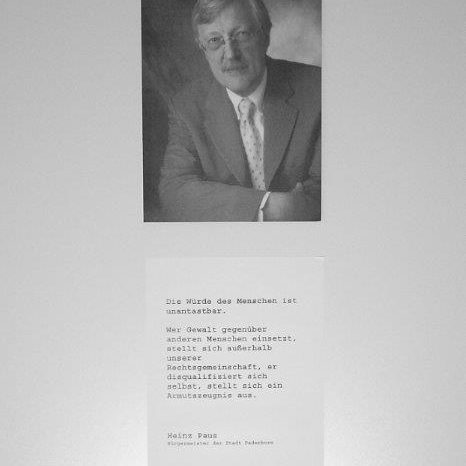 Die Würde des Menschen ist
unantastbar.
Wer Gewalt gegenüber
anderen Menschen einsetzt,
stellt sich außerhalb
unserer
Rechtsgemeinschaft, er
disqualifiziert sich
selbst, stellt sich ein
Armutszeugnis aus.
Heinz Paus
Bürgermeister der Stadt Paderborn